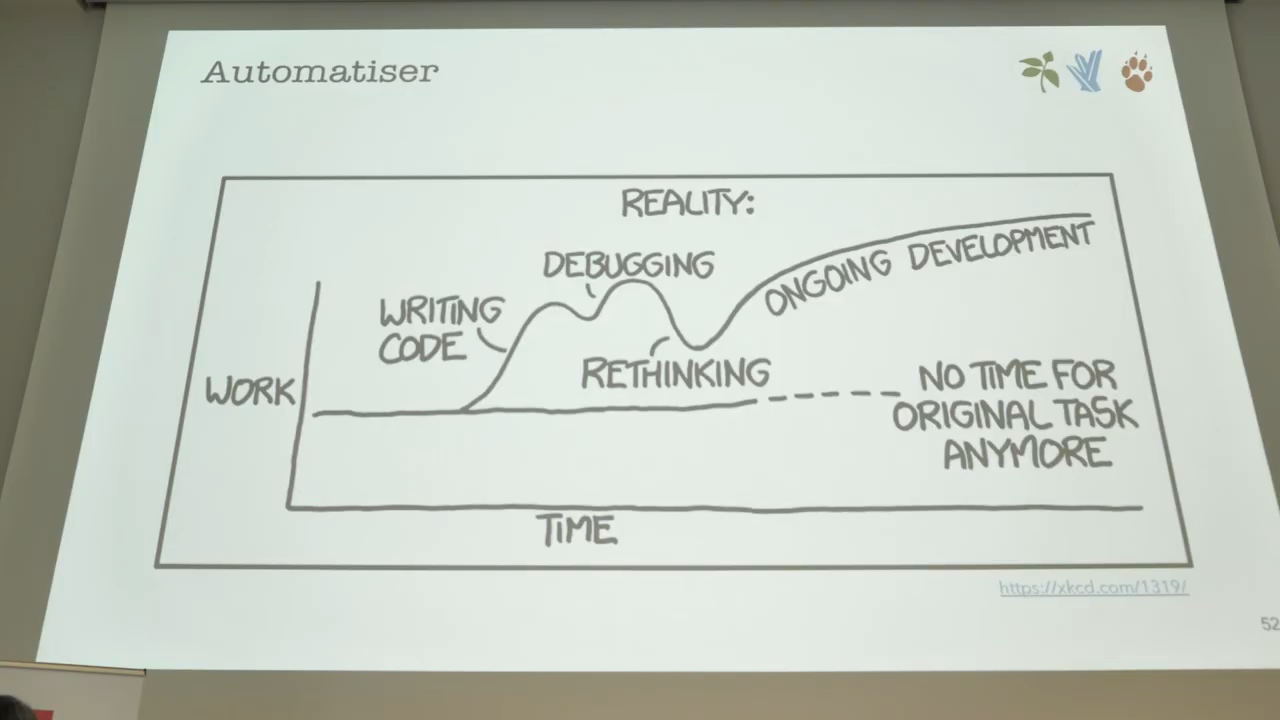 Automatiser
REALITY:
DEBUGGING
WRITING
CODE
ONGOING DEVELOPMENT
RETHINKING
WORK
NO TIME FOR
ORIGINAL TASK
ANYMORE
TIME
https://xkcd.com/1319/
52